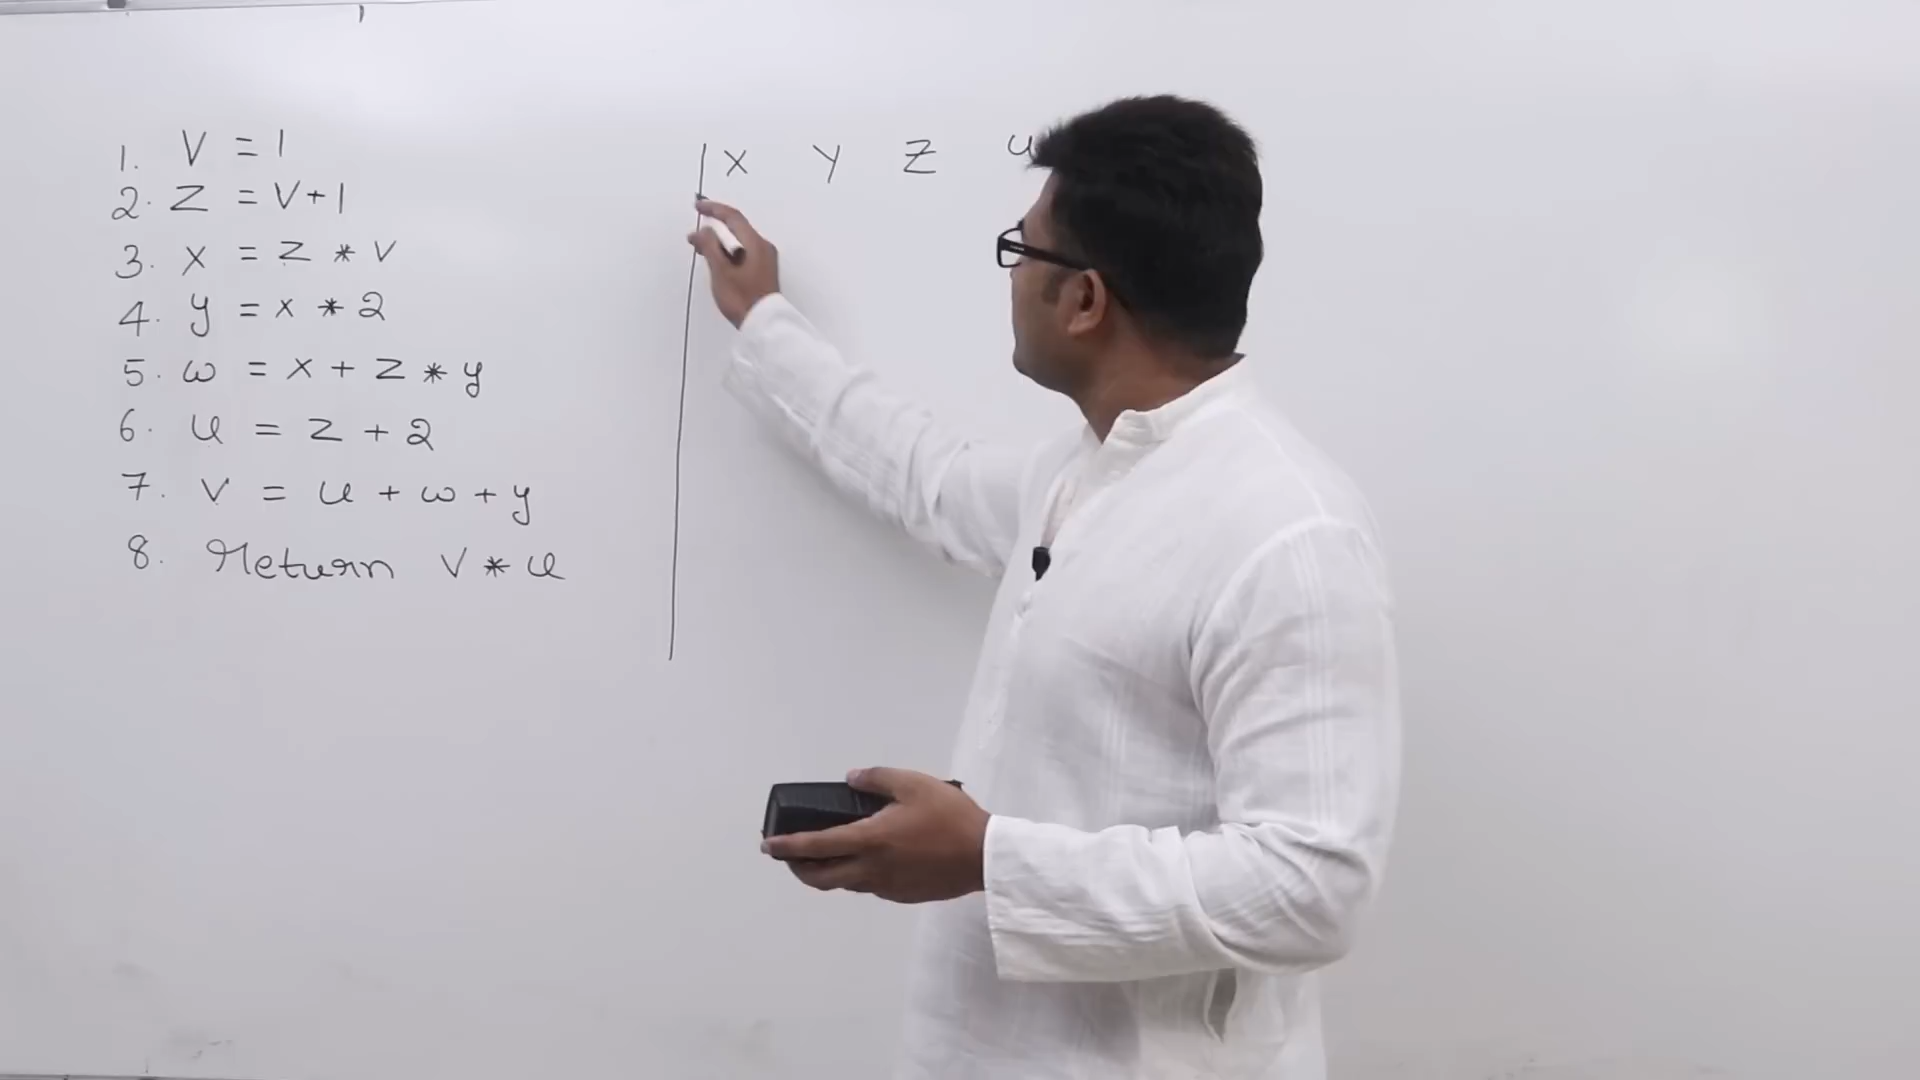 1. V = 1
2. Z = V+1
3. x = z * v
4. y = x * 2
5. w = x + z * y
6. u = z + 2
7. v = u + w + y
8. Return v * u
X Y Z u